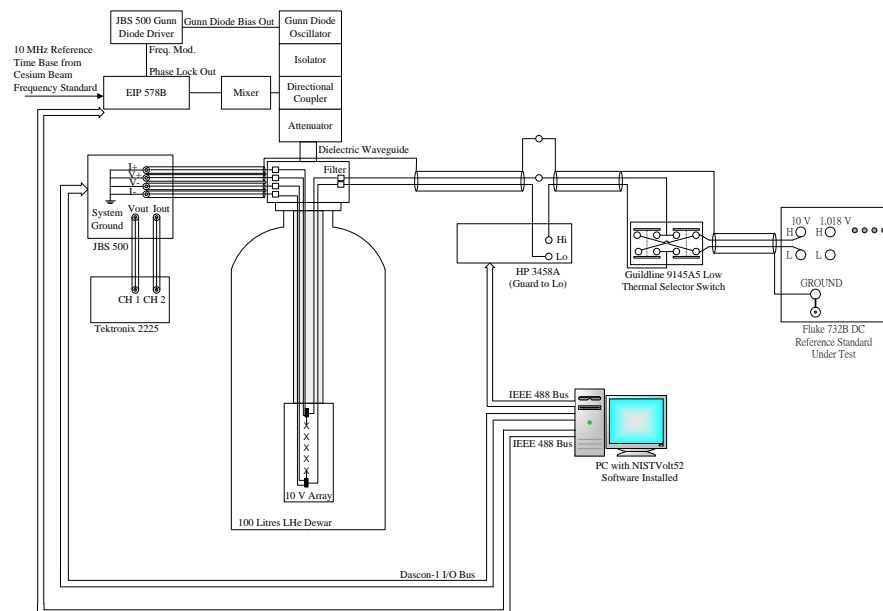 JBS 500 Gunn
Diode Driver
Gunn Diode Bias Out
Gunn Diode
Oscillator
10 MHz Reference
Time Base from
Cesium Beam
Frequency Standard
Freq. Mod.
Isolator
Phase Lock Out
EIP 578B
Mixer
Directional
Coupler
Attenuator
Dielectric Waveguide
I+
V+
V-
I-
Filter
System
Ground
Vout
Iout
JBS 500
CH 1
CH 2
Tektronix 2225
Hi
Lo
HP 3458A
(Guard to Lo)
Guildline 9145A5 Low
Thermal Selector Switch
10 V
1.018 V
H
H
L
L
GROUND
Fluke 732B DC
Reference Standard
Under Test
IEEE 488 Bus
IEEE 488 Bus
PC with NISTVolt52
Software Installed
X
X
X
X
X
10 V Array
100 Litres LHe Dewar
Dascon-1 I/O Bus